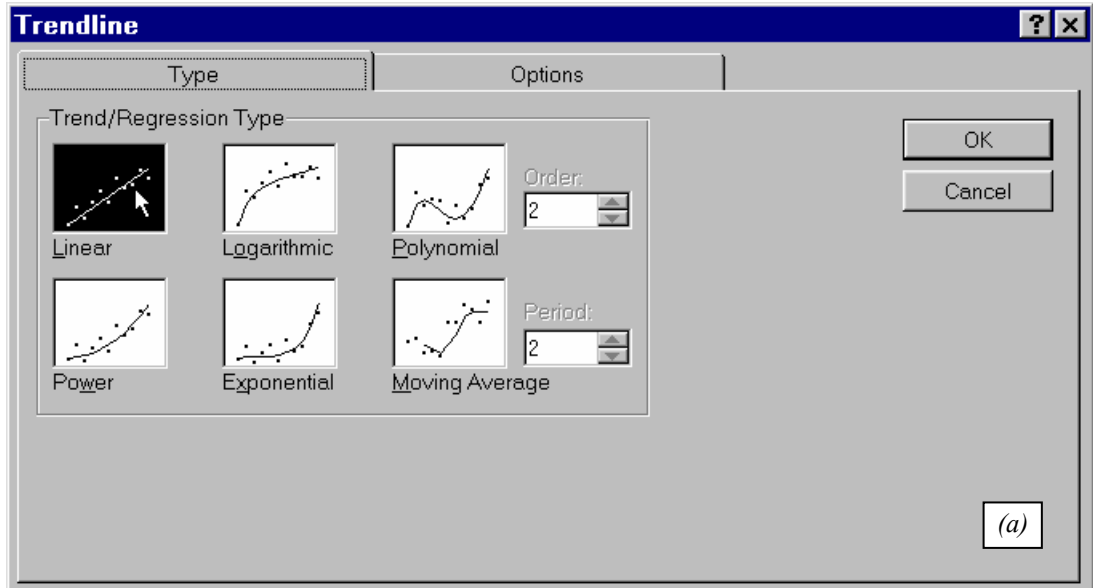 Trendline
Type Options
Trend/Regression Type
OK
Cancel
Order:
2
Linear Logarithmic Polynomial
Period:
2
Power Exponential Moving Average
(a)